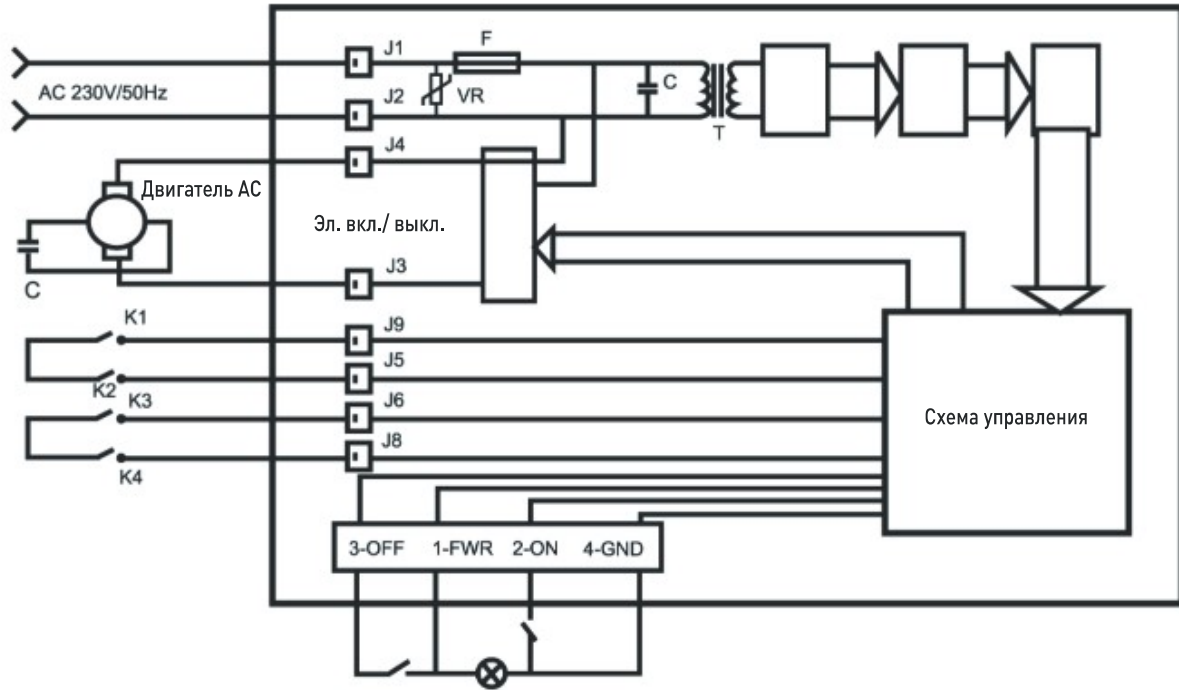 J1
F
AC 230V/50Hz
J2
VR
C
T
J4
Двигатель АС
Эл. вкл./ выкл.
C
J3
K1
J9
K2
J5
K3
J6
K4
J8
Схема управления
3-OFF 1-FWR 2-ON 4-GND